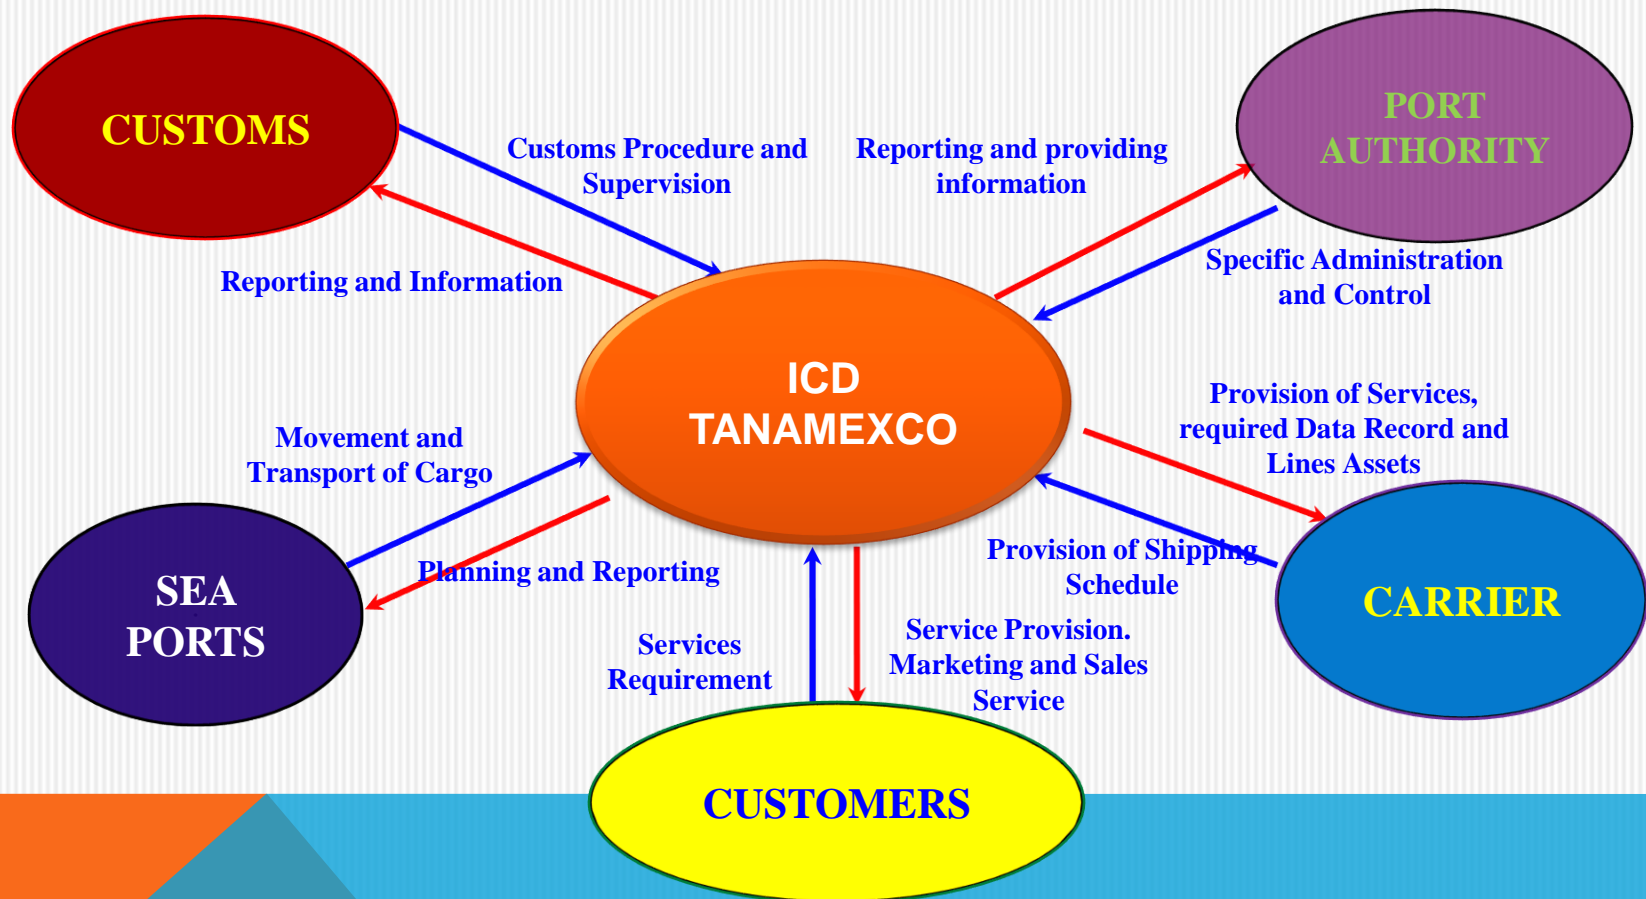 CUSTOMS
PORT
AUTHORITY
Customs Procedure and
Supervision
Reporting and providing
information
Reporting and Information
Specific Administration
and Control
ICD
TANAMEXCO
Movement and
Transport of Cargo
Provision of Services,
required Data Record and
Lines Assets
SEA
PORTS
Planning and Reporting
Provision of Shipping
Schedule
CARRIER
Services
Requirement
Service Provision.
Marketing and Sales
Service
CUSTOMERS